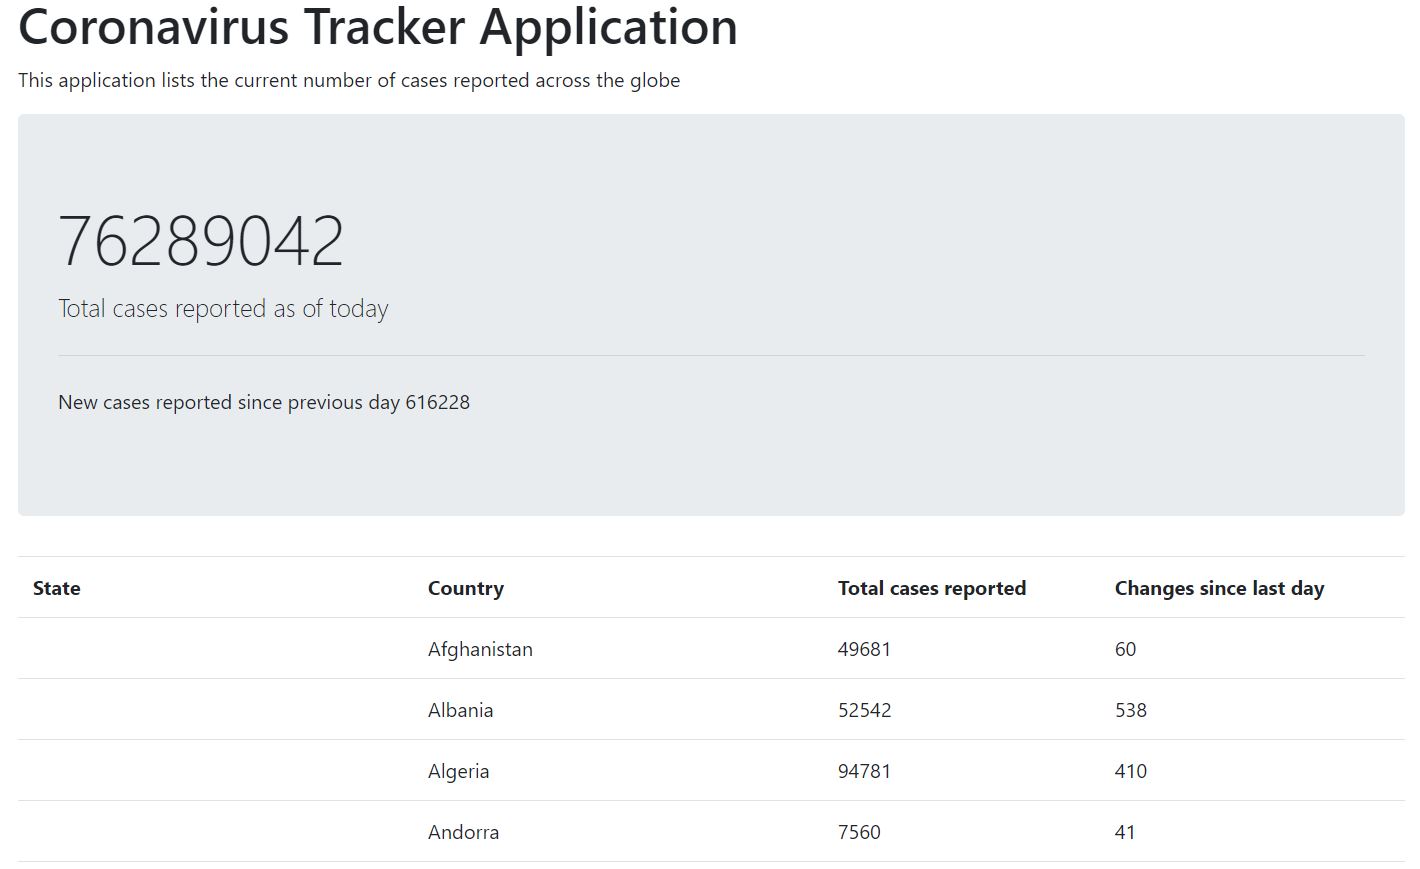 Coronavirus Tracker Application
This application lists the current number of cases reported across the globe
76289042
Total cases reported as of today
New cases reported since previous day 616228
State Country Total cases reported Changes since last day
Afghanistan 49681 60
Albania 52542 538
Algeria 94781 410
Andorra 7560 41